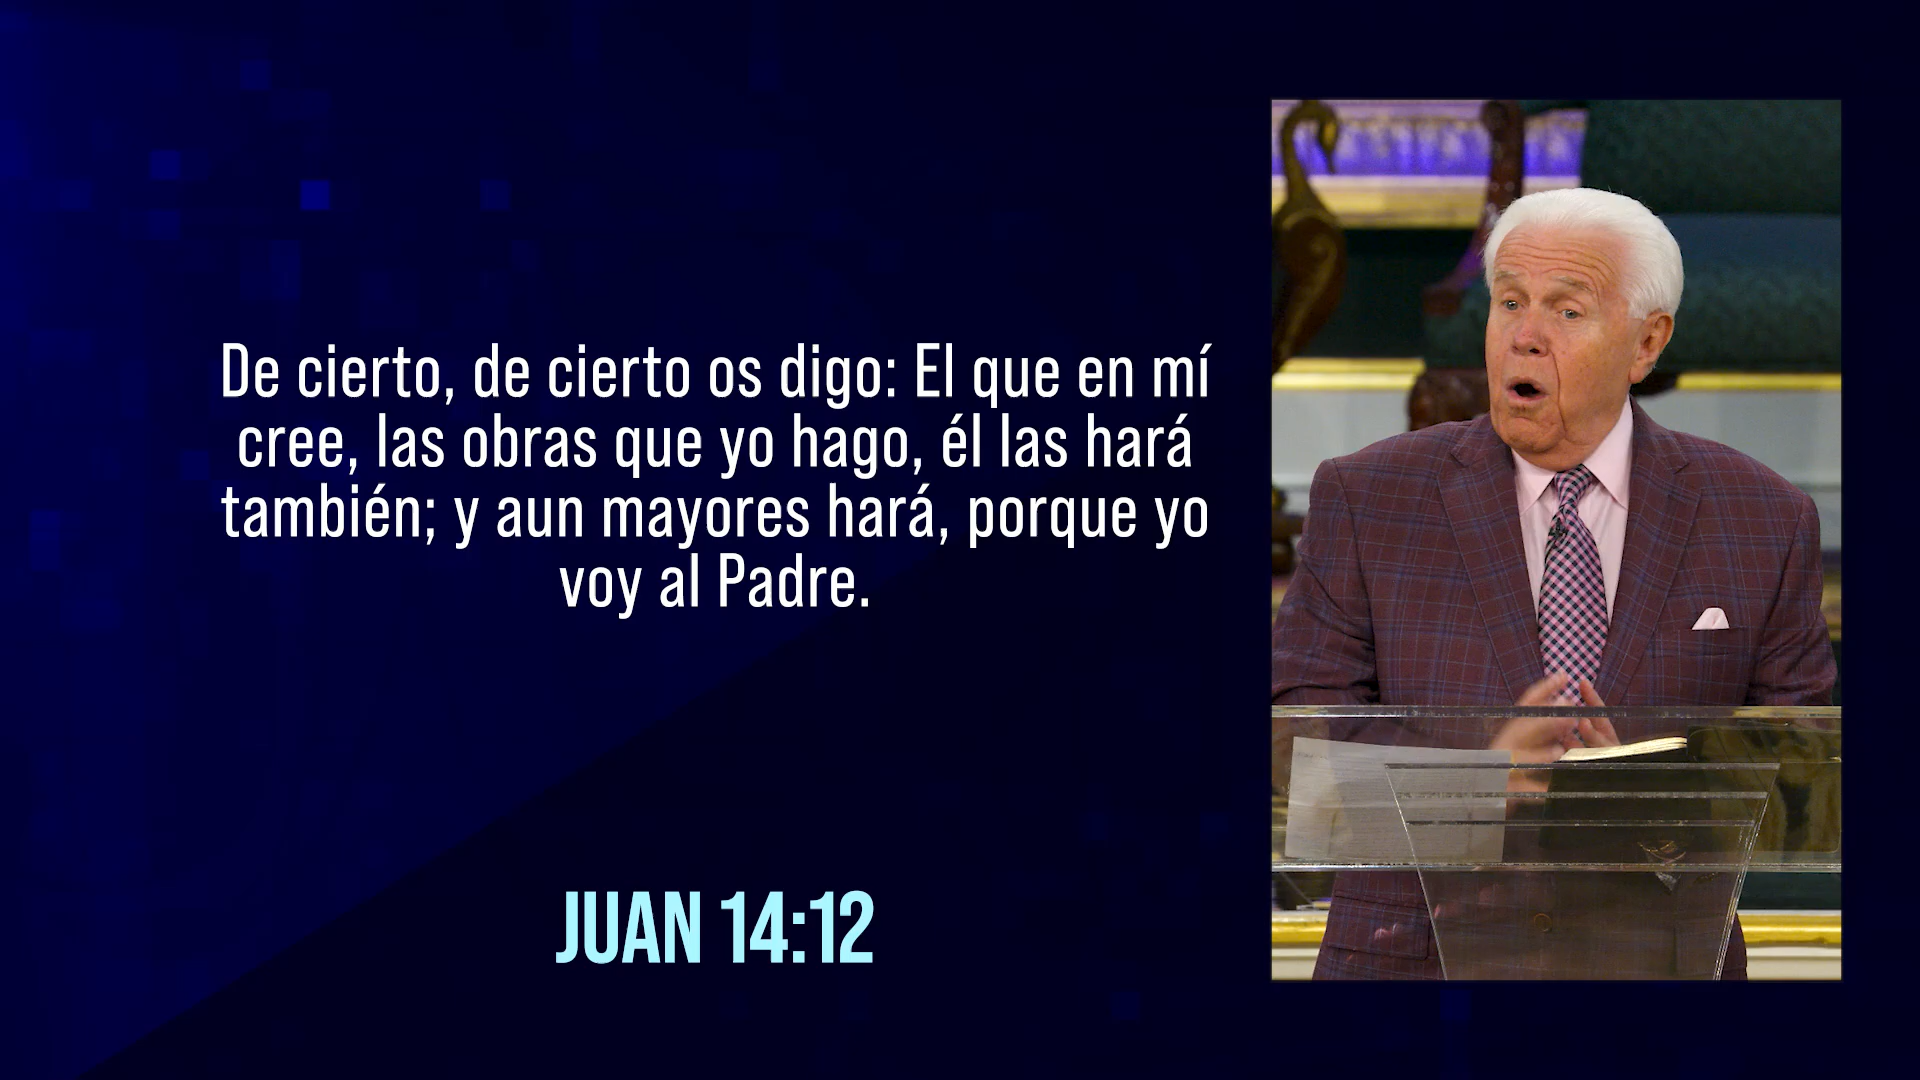 De cierto, de cierto os digo: El que en mí
cree, las obras que yo hago, él las hará
también; y aun mayores hará, porque yo
voy al Padre.
JUAN 14:12